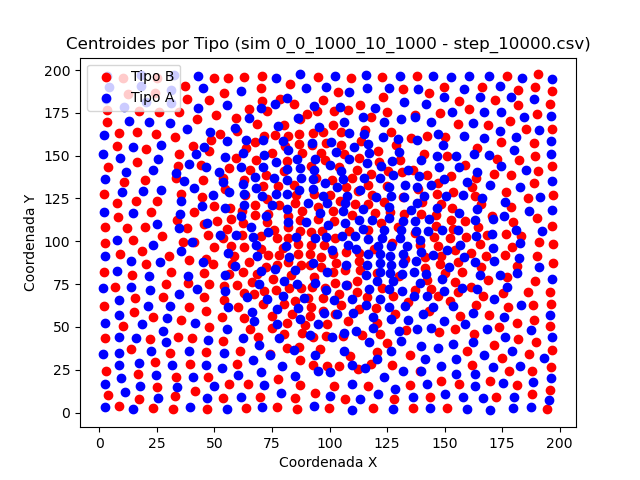 Centroides por Tipo (sim 0_0_1000_10_1000 - step_10000.csv)
Tipo B
Tipo A
200
175
150
125
100
75
50
25
0
Coordenada Y
0 25 50 75 100 125 150 175 200
Coordenada X